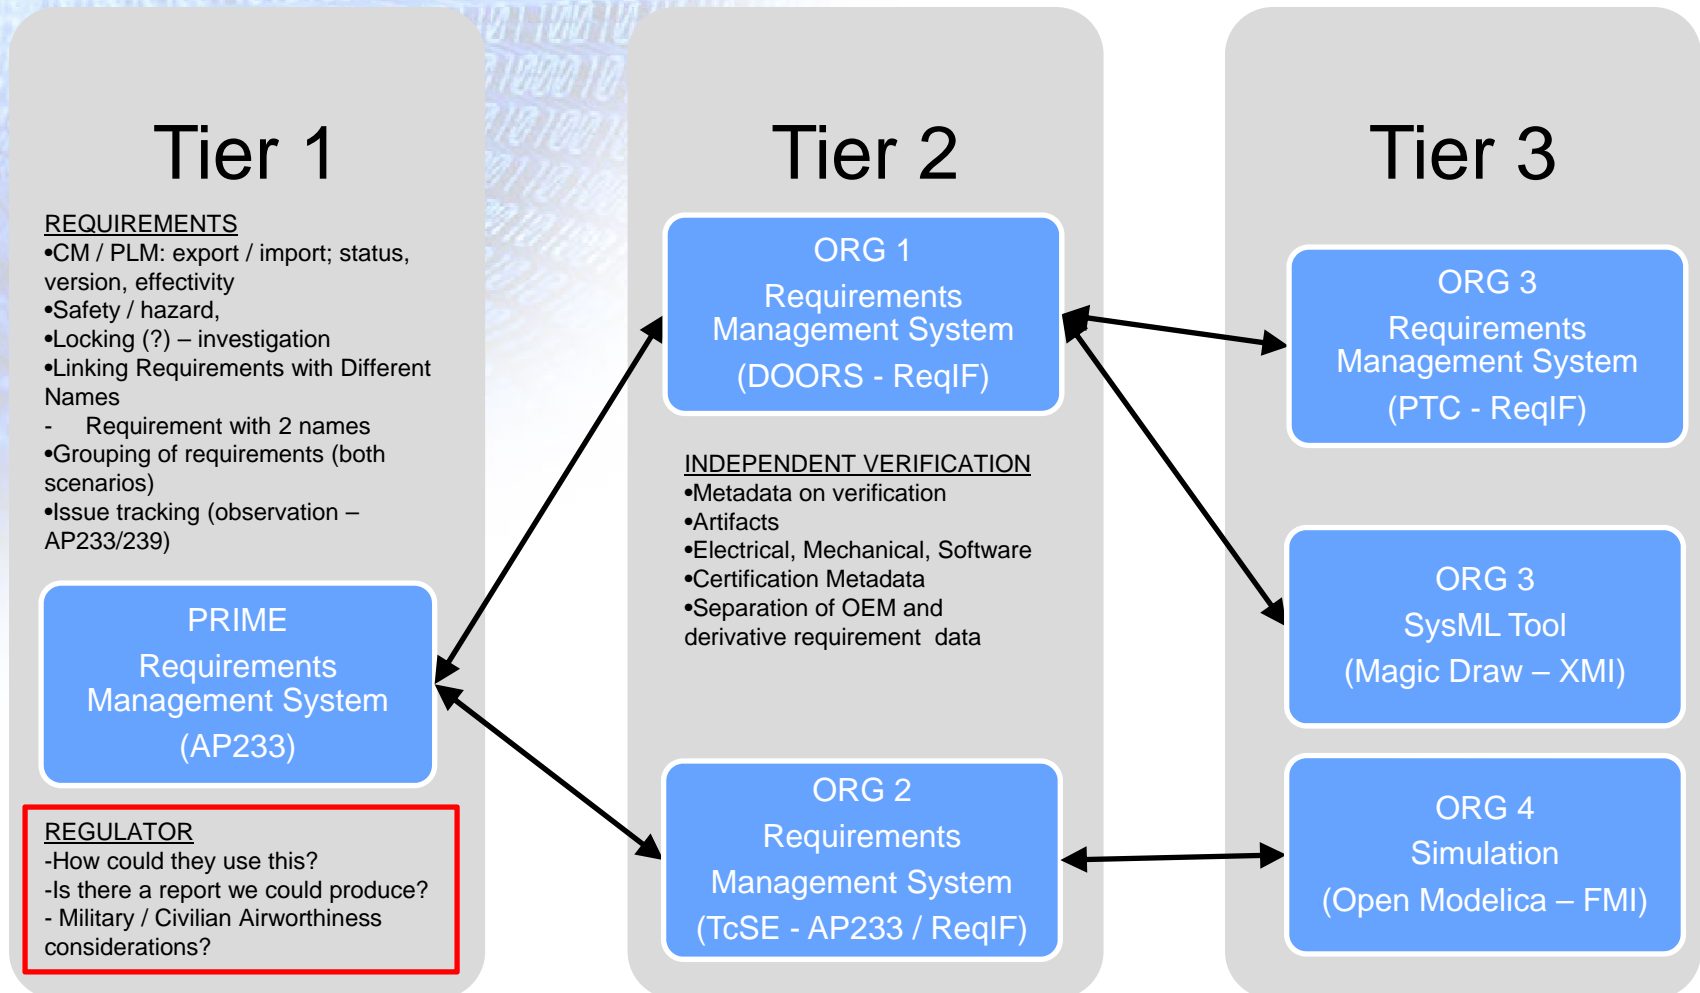 Tier 1
REQUIREMENTS
•CM / PLM: export / import; status,
version, effectivity
•Safety / hazard,
•Locking (?) – investigation
•Linking Requirements with Different
Names
- Requirement with 2 names
•Grouping of requirements (both
scenarios)
•Issue tracking (observation –
AP233/239)
PRIME
Requirements
Management System
(AP233)
REGULATOR
-How could they use this?
-Is there a report we could produce?
- Military / Civilian Airworthiness
considerations?
Tier 2
ORG 1
Requirements
Management System
(DOORS - ReqIF)
INDEPENDENT VERIFICATION
•Metadata on verification
•Artifacts
•Electrical, Mechanical, Software
•Certification Metadata
•Separation of OEM and
derivative requirement data
ORG 2
Requirements
Management System
(TcSE - AP233 / ReqIF)
Tier 3
ORG 3
Requirements
Management System
(PTC - ReqIF)
ORG 3
SysML Tool
(Magic Draw – XMI)
ORG 4
Simulation
(Open Modelica – FMI)